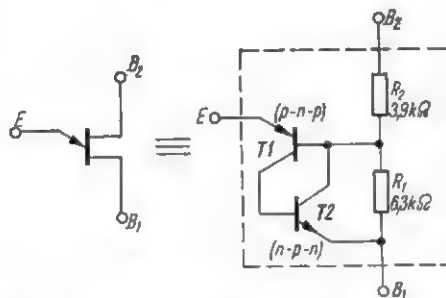 B₂
E
B₁
B₂
E
(p-n-p)
T1
R₂
3,9kΩ
R₁
6,3kΩ
T2
(n-p-n)
B₁